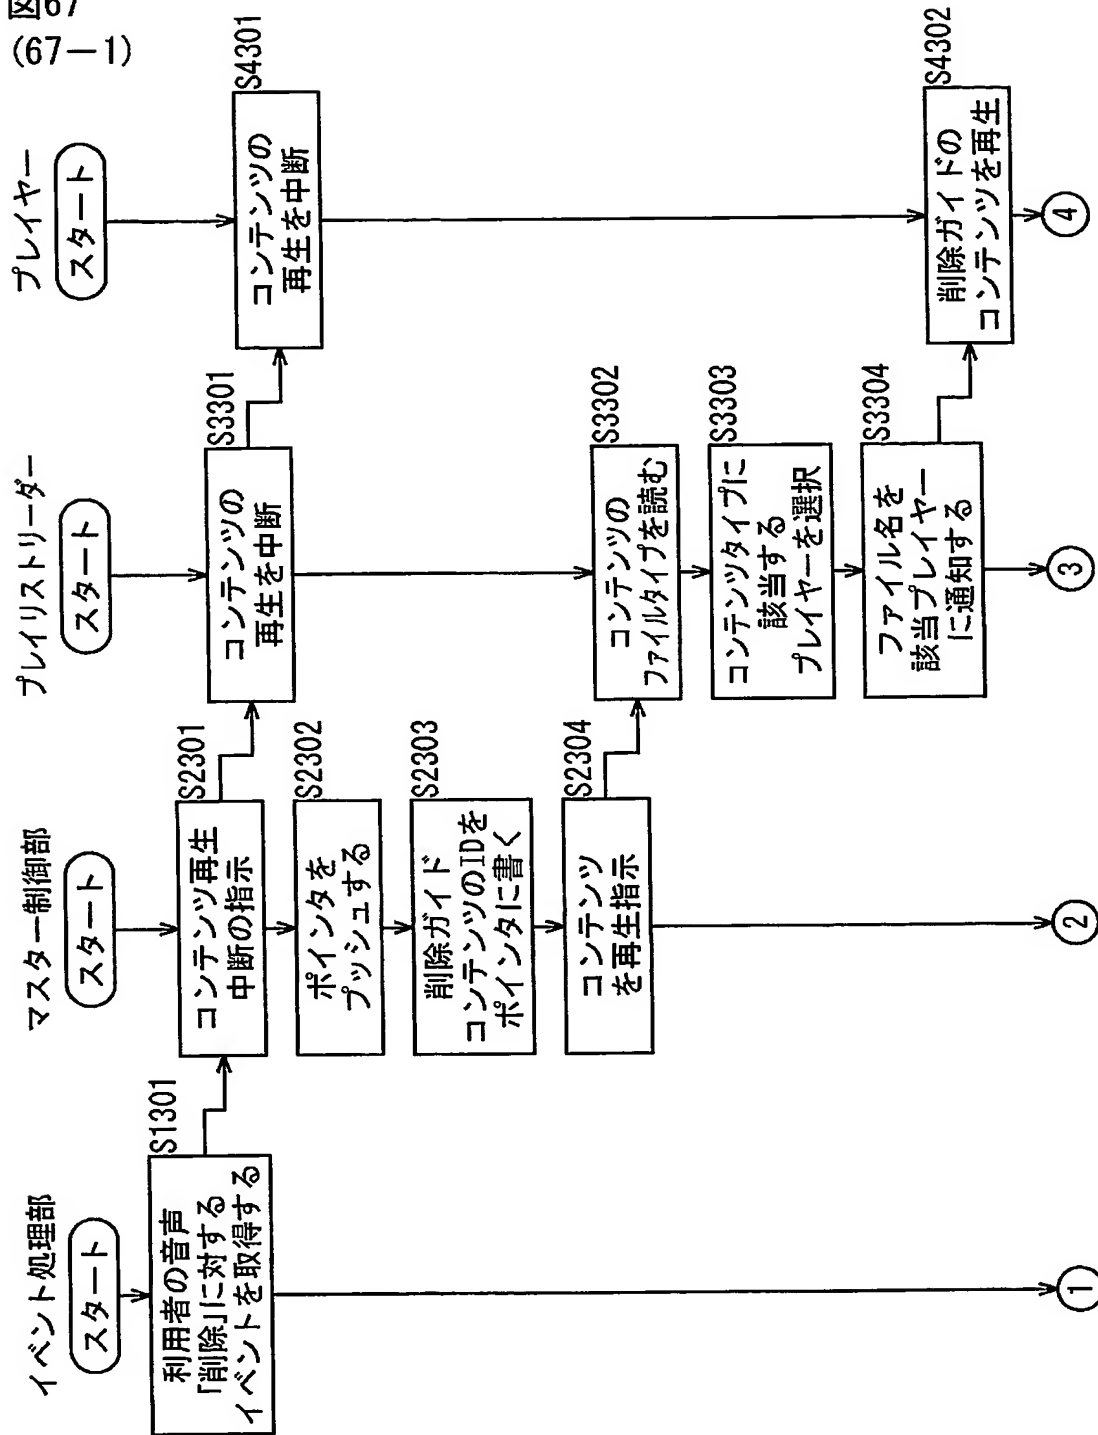 図67
(67-1)
イベント処理部
スタート
S1301
利用者の音声
「削除」に対する
イベントを取得する
①
マスター制御部
スタート
S2301
コンテンツ再生
中断の指示
S2302
ポインタを
プッシュする
S2303
削除ガイド
コンテンツのIDを
ポインタに書く
S2304
コンテンツ
を再生指示
②
プレイリストリーダー
スタート
S3301
コンテンツの
再生を中断
S3302
コンテンツの
ファイルタイプを読む
S3303
コンテンツタイプに
該当する
プレイヤーを選択
S3304
ファイル名を
該当プレイヤー
に通知する
③
プレイヤー
スタート
S4301
コンテンツの
再生を中断
S4302
削除ガイドの
コンテンツを再生
④